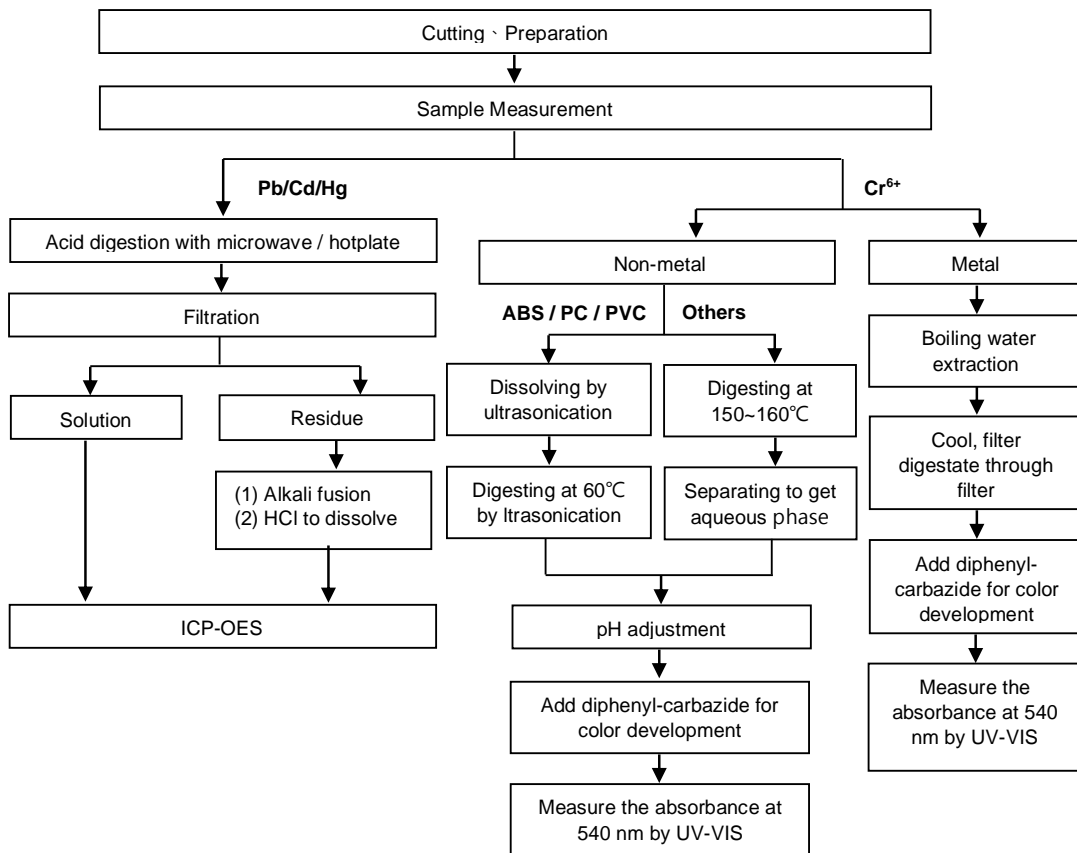 Cutting、Preparation
Sample Measurement
Pb/Cd/Hg
Cr⁶⁺
Acid digestion with microwave / hotplate
Non-metal
Metal
Filtration
ABS / PC / PVC
Others
Boiling water
extraction
Solution
Residue
Dissolving by
ultrasonication
Digesting at
150~160℃
Cool, filter
digestate through
filter
(1) Alkali fusion
(2) HCl to dissolve
Digesting at 60℃
by ltrasonication
Separating to get
aqueous phase
Add diphenyl-
carbazide for color
development
ICP-OES
pH adjustment
Measure the
absorbance at 540
nm by UV-VIS
Add diphenyl-carbazide for
color development
Measure the absorbance at
540 nm by UV-VIS